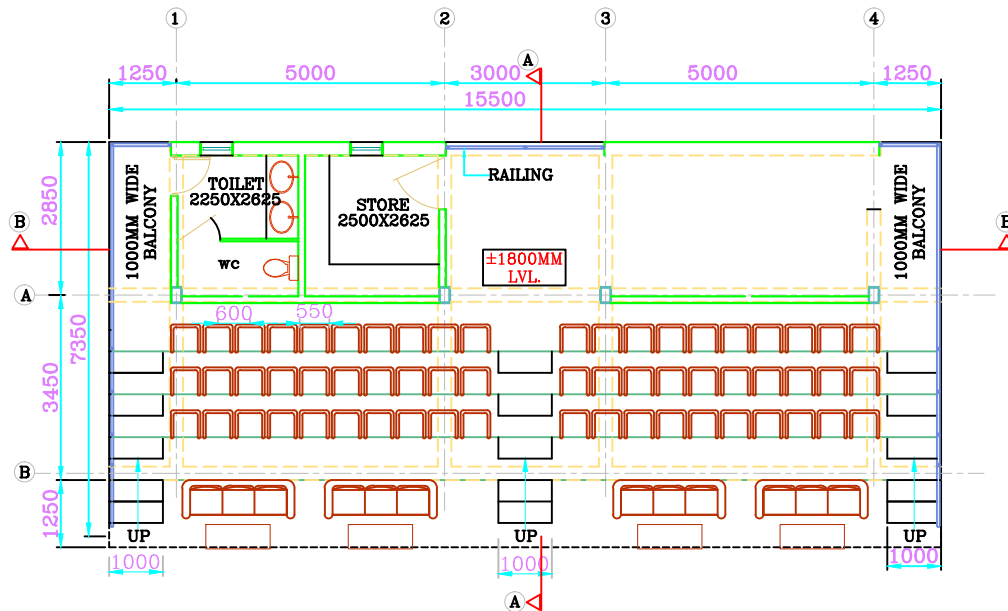 1
2
3
4
1250
5000
A
3000
5000
1250
15500
2850
7350
3450
1250
B
1000MM WIDE
BALCONY
TOILET
2250X2625
STORE
2500X2625
RAILING
1000MM WIDE
BALCONY
WC
±1800MM
LVL.
A
600
550
B
UP
UP
UP
1000
1000
1000
A